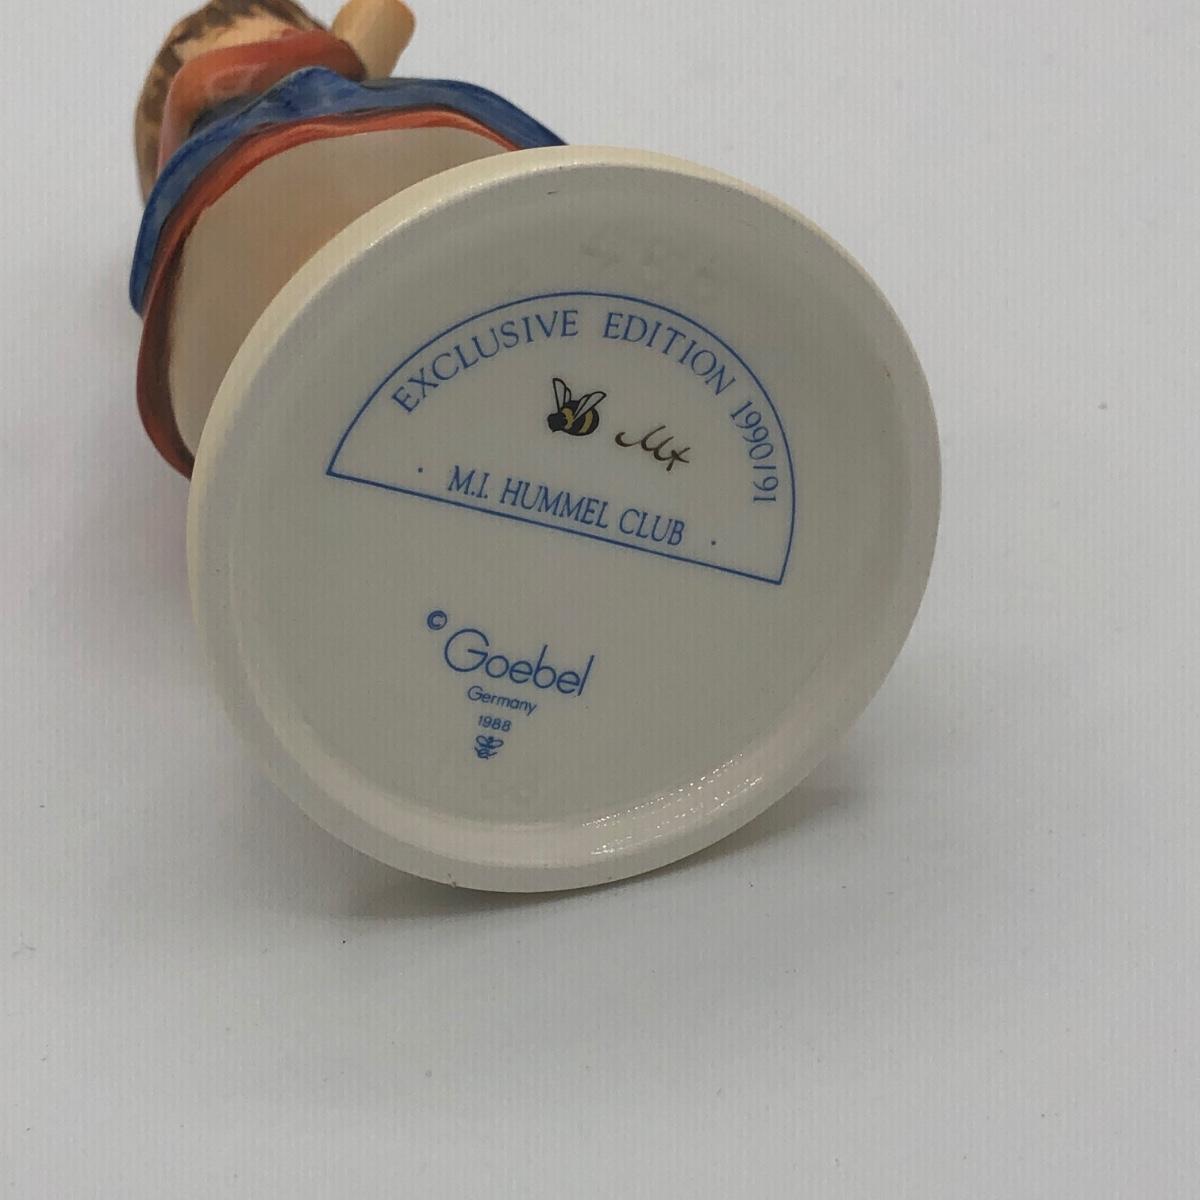 EXCLUSIVE EDITION 1990/91
· M.I. HUMMEL CLUB ·
© Goebel
Germany
1988